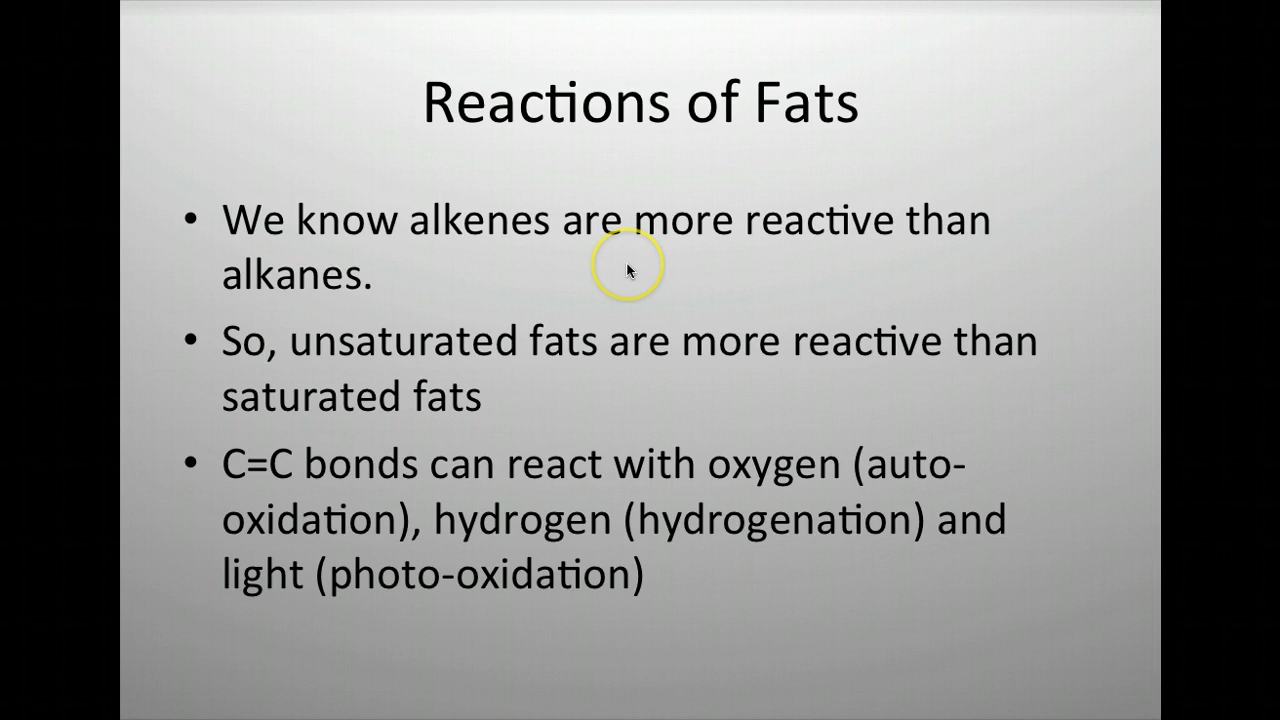 Reactions of Fats
• We know alkenes are more reactive than
alkanes.
• So, unsaturated fats are more reactive than
saturated fats
• C=C bonds can react with oxygen (auto-
oxidation), hydrogen (hydrogenation) and
light (photo-oxidation)